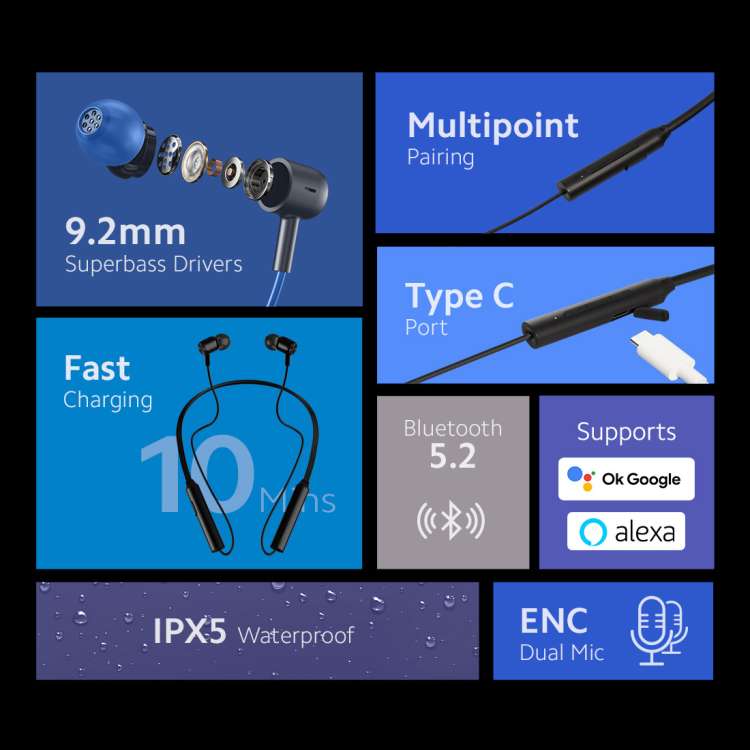 9.2mm
Superbass Drivers
Multipoint
Pairing
Type C
Port
Fast
Charging
10 Mins
Bluetooth
5.2
Supports
Ok Google
alexa
IPX5 Waterproof
ENC
Dual Mic